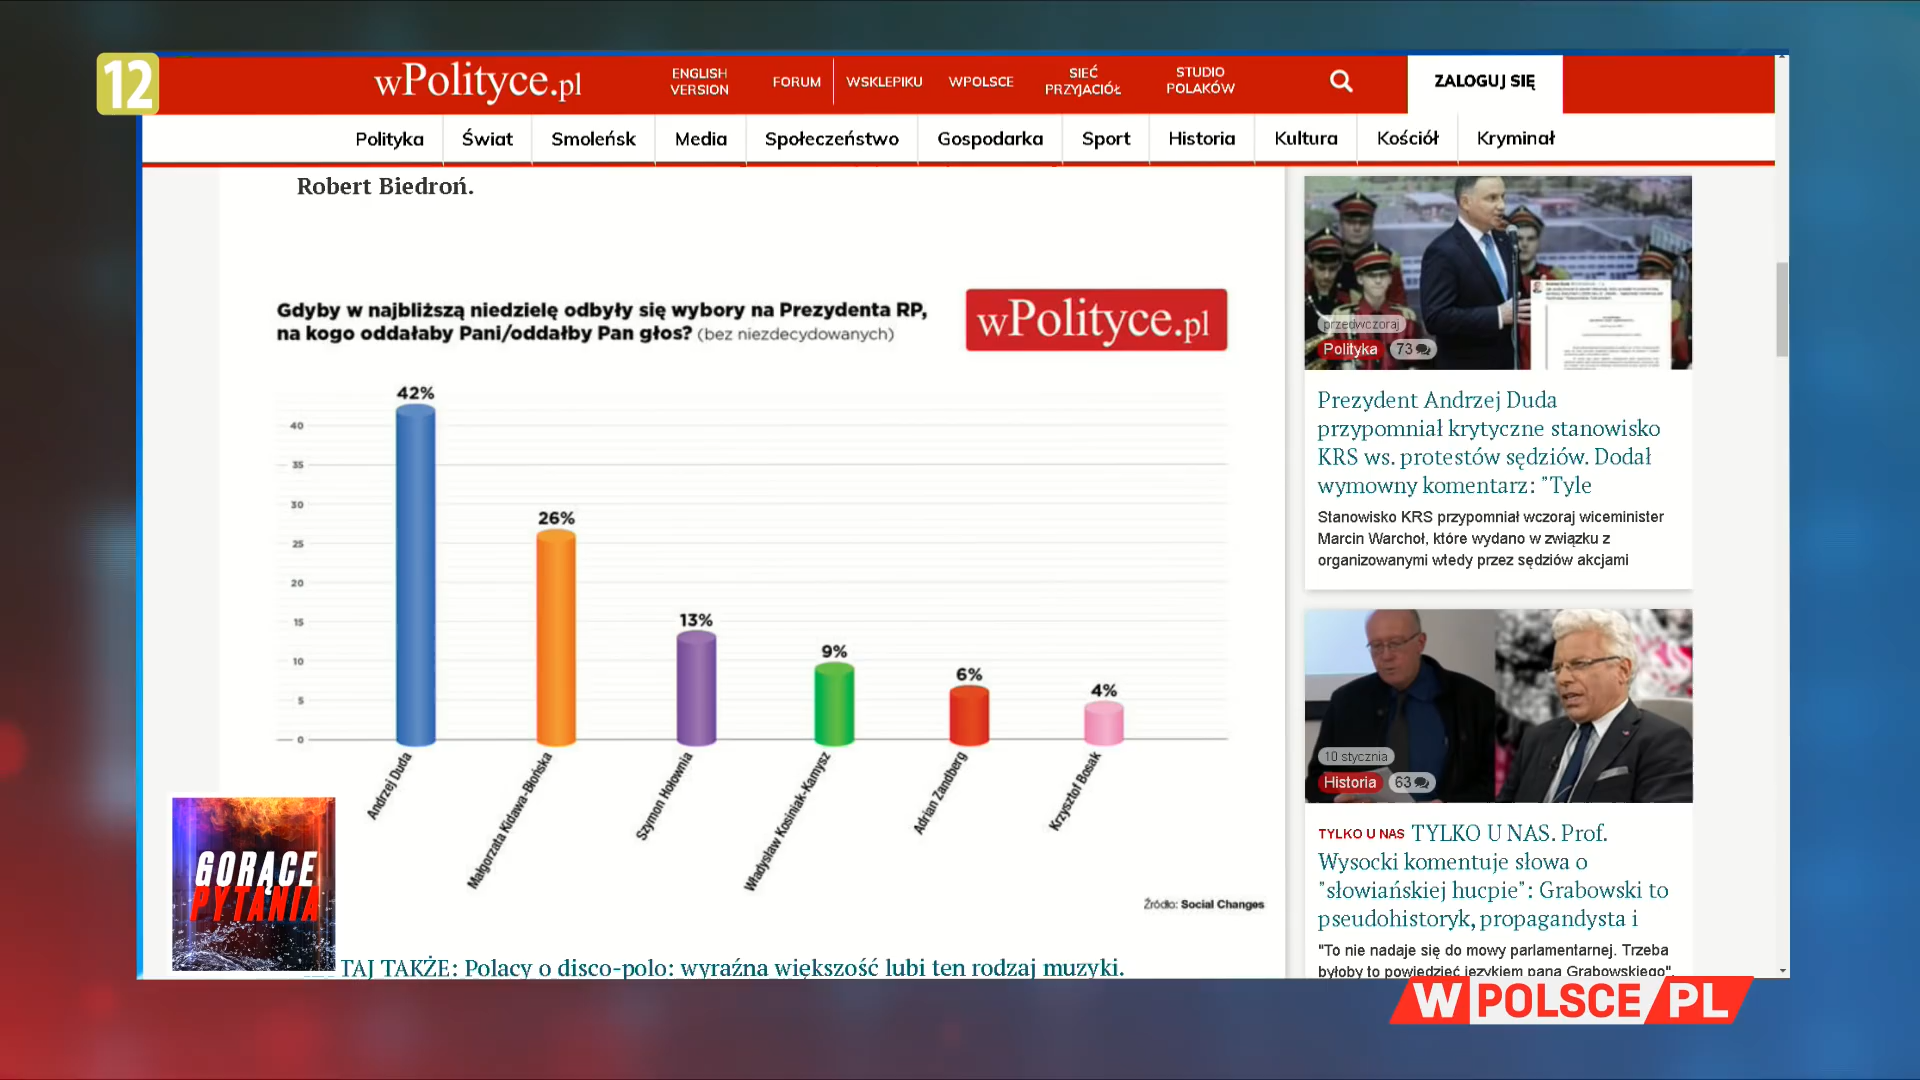 12
wPolityce.pl
ENGLISH VERSION
FORUM
WSKLEPIKU
WPOLSCE
SIEĆ PRZYJACIÓŁ
STUDIO POLAKÓW
ZALOGUJ SIĘ
Polityka Świat Smoleńsk Media Społeczeństwo Gospodarka Sport Historia Kultura Kościół Kryminał
Robert Biedroń.
Gdyby w najbliższą niedzielę odbyły się wybory na Prezydenta RP,
na kogo oddałaby Pani/oddałby Pan głos? (bez niezdecydowanych)
wPolityce.pl
42%
26%
13%
9%
6%
4%
40
35
30
25
20
15
10
5
0
Andrzej Duda
Małgorzata Kidawa-Błońska
Szymon Hołownia
Władysław Kosiniak-Kamysz
Adrian Zandberg
Krzysztof Bosak
Źródło: Social Changes
TAJ TAKŻE: Polacy o disco-polo: wyraźna większość lubi ten rodzaj muzyki.
GORĄCE
PYTANIA
przedwczoraj
Polityka 73
Prezydent Andrzej Duda
przypomniał krytyczne stanowisko
KRS ws. protestów sędziów. Dodał
wymowny komentarz: "Tyle
Stanowisko KRS przypomniał wczoraj wiceminister
Marcin Warchoł, które wydano w związku z
organizowanymi wtedy przez sędziów akcjami
10 stycznia
Historia 63
TYLKO U NAS TYLKO U NAS. Prof.
Wysocki komentuje słowa o
"słowiańskiej hucpie": Grabowski to
pseudohistoryk, propagandysta i
"To nie nadaje się do mowy parlamentarnej. Trzeba
byłoby to powiedzieć językiem pana Grabowskiego".
WPOLSCE/PL